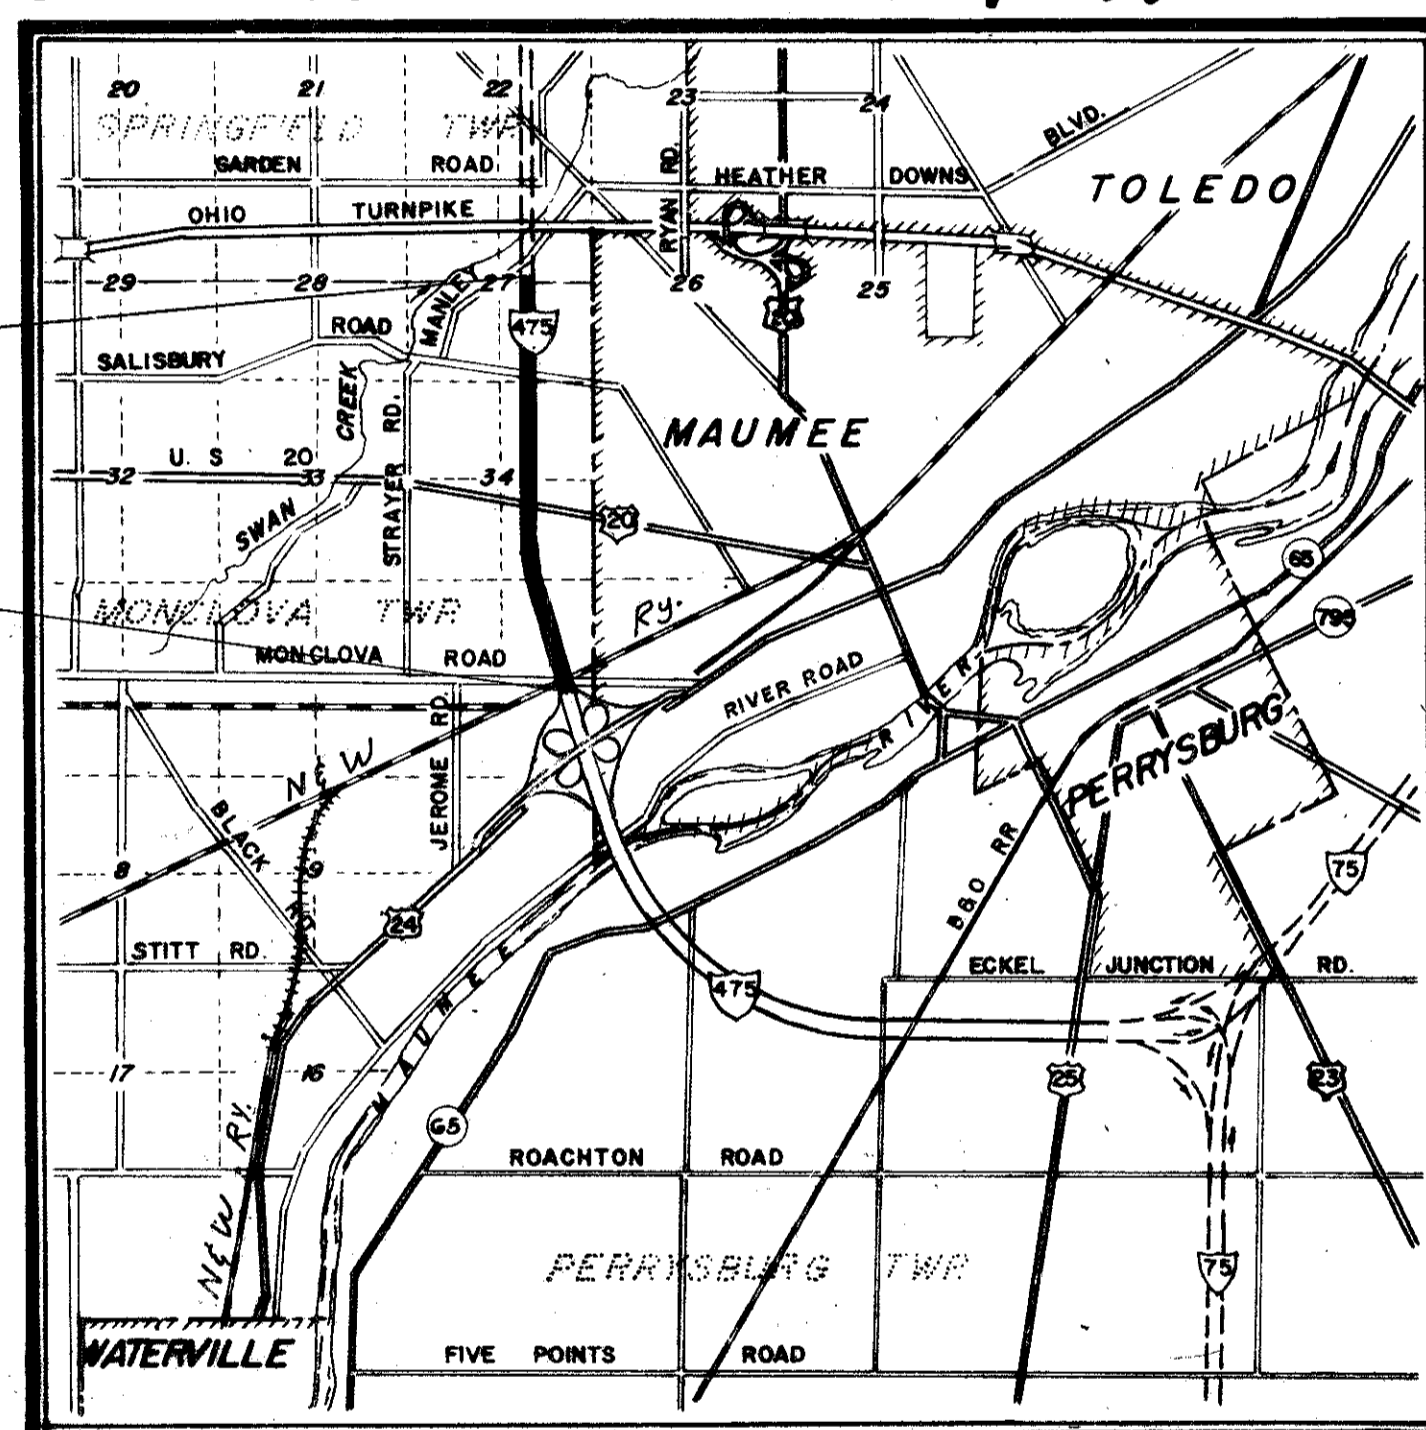 20 21 22 23 24
SPRINGFIELD TWP.
BLVD.
GARDEN ROAD
RYAN RD.
HEATHER DOWNS
TOLEDO
OHIO TURNPIKE
29 28 27 26 25
MANLEY
475
ROAD
SALISBURY
CREEK
STRAYER RD.
MAUMEE
U. S 20
32 33 34
SWAN
20
65
795
MONCLOVA TWP.
RY.
MONCLOVA ROAD
RIVER ROAD
RIVER
JEROME RD.
N W
PERRYSBURG
BLACK
B&O RR
8 9
75
24
STITT RD.
MAUMEE
475
ECKEL JUNCTION RD.
17 16
25
23
65
N&W RY.
ROACHTON ROAD
PERRYSBURG TWP.
75
WATERVILLE
FIVE POINTS ROAD